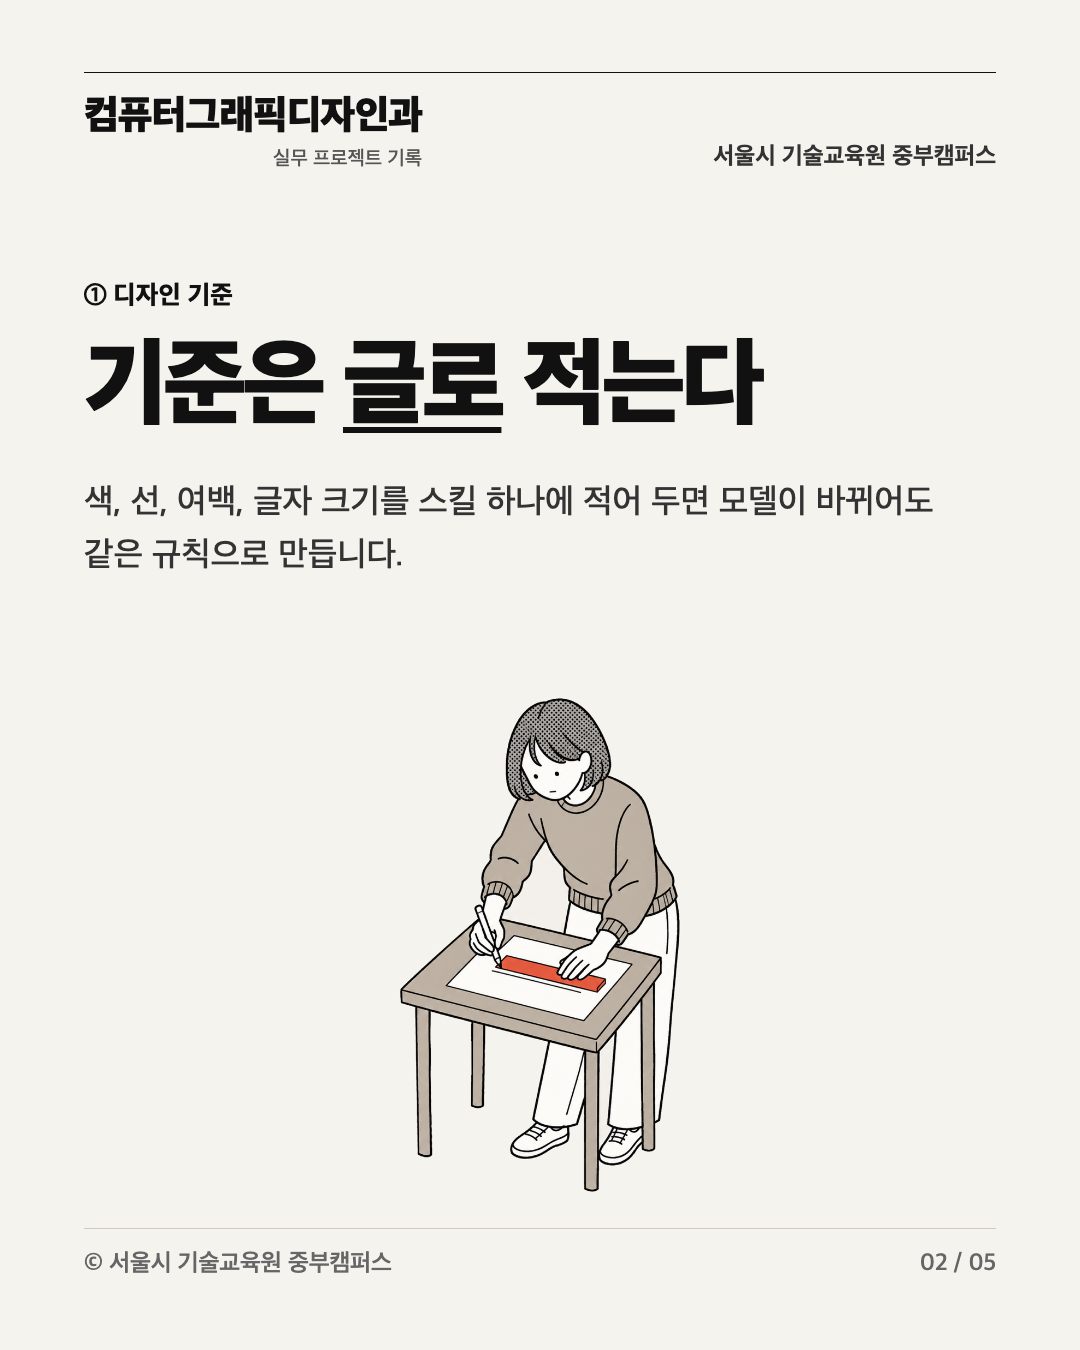 컴퓨터그래픽디자인과
실무 프로젝트 기록
서울시 기술교육원 중부캠퍼스
① 디자인 기준
기준은 글로 적는다
색, 선, 여백, 글자 크기를 스킬 하나에 적어 두면 모델이 바뀌어도
같은 규칙으로 만듭니다.
© 서울시 기술교육원 중부캠퍼스
02 / 05